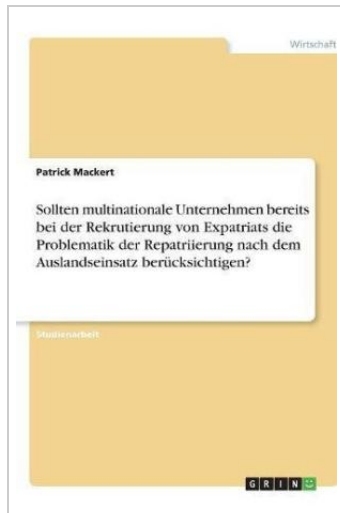 Wirtschaft
Patrick Mackert
Sollten multinationale Unternehmen bereits
bei der Rekrutierung von Expatriats die
Problematik der Repatriierung nach dem
Auslandseinsatz berücksichtigen?
Studienarbeit
GRIN